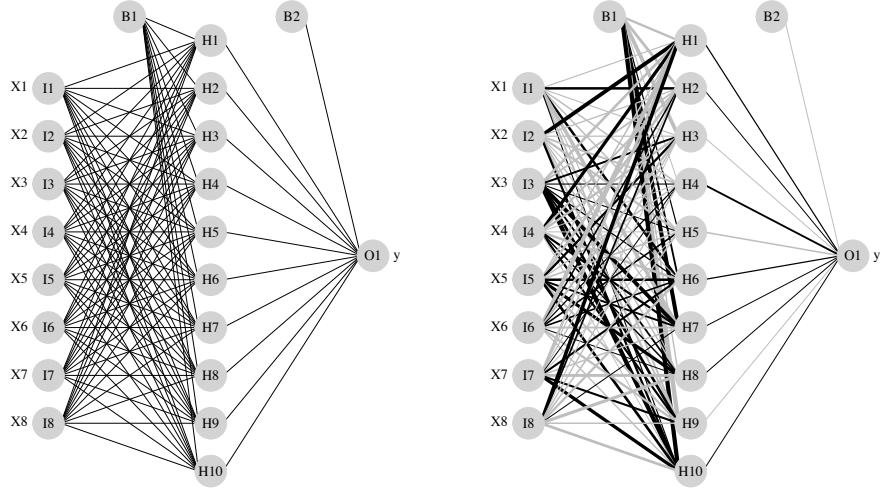 B1 B2 B1 B2
H1 H1
X1 I1 H2 X1 I1 H2
X2 I2 H3 X2 I2 H3
X3 I3 H4 X3 I3 H4
X4 I4 H5 X4 I4 H5
O1 y O1 y
X5 I5 H6 X5 I5 H6
X6 I6 H7 X6 I6 H7
X7 I7 H8 X7 I7 H8
X8 I8 H9 X8 I8 H9
H10 H10